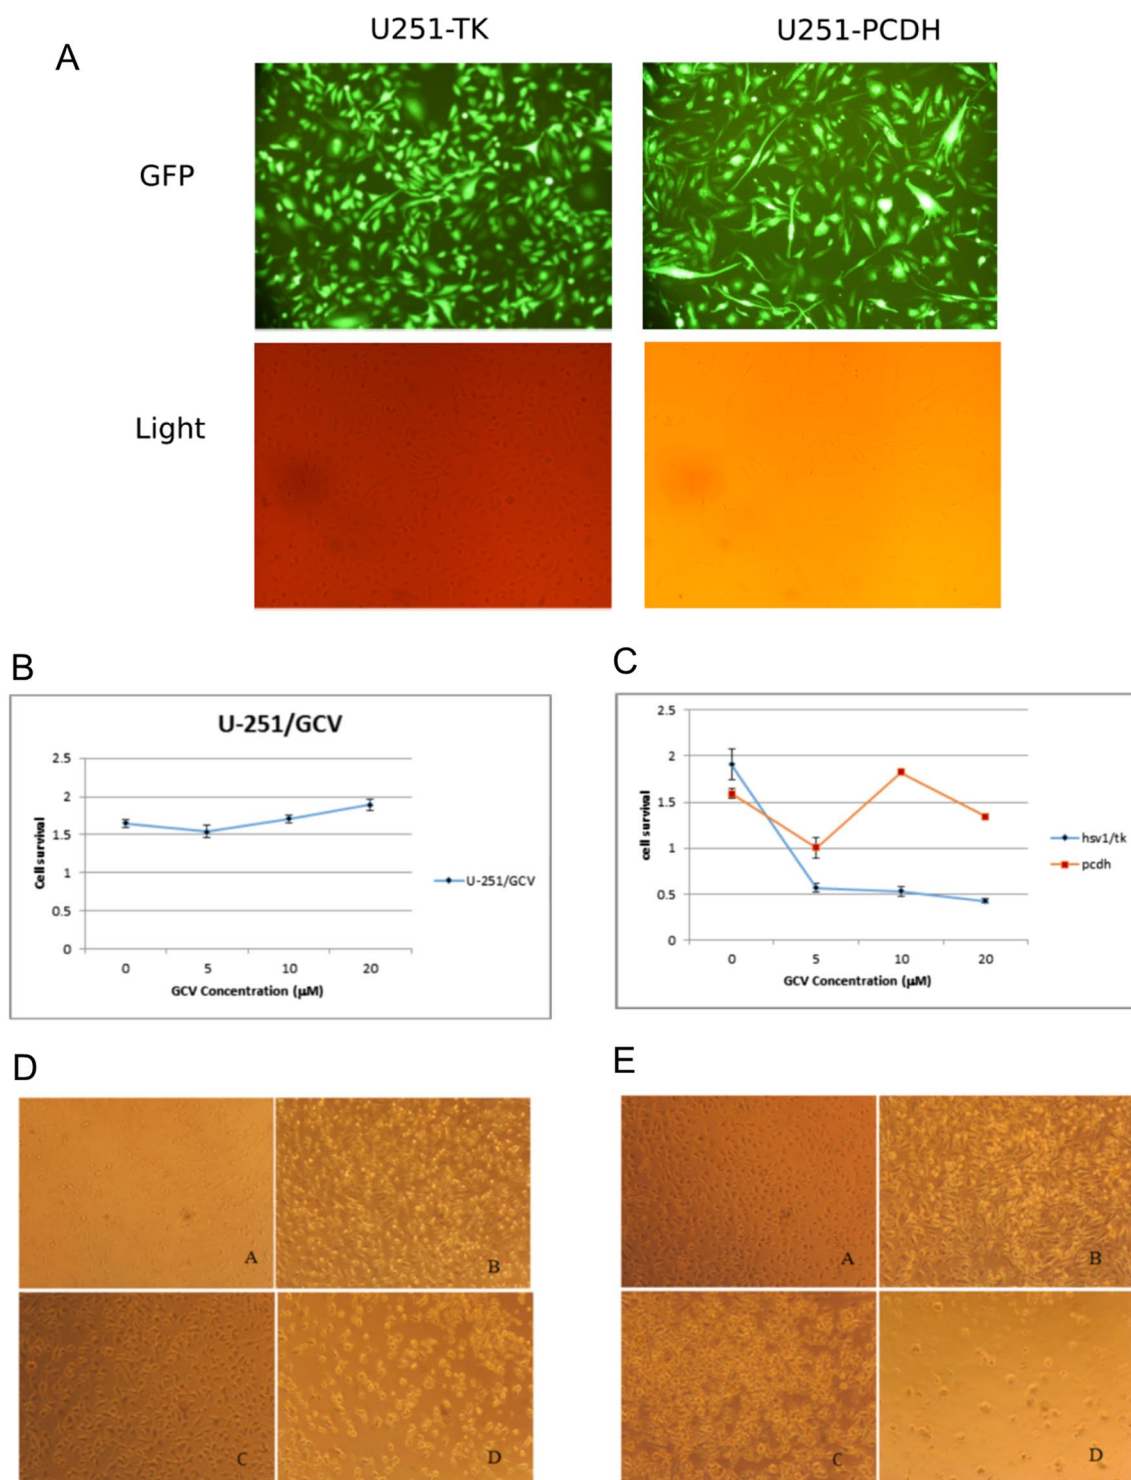 U251-TK
U251-PCDH
A
GFP
Light
B
C
U-251/GCV
2.5
2
1.5
1
0.5
0
Cell survival
0 5 10 20
GCV Concentration (μM)
U-251/GCV
2.5
2
1.5
1
0.5
0
cell survival
0 5 10 20
GCV Concentration (μM)
hsv1/tk
pcdh
D
E
A
B
C
D
A
B
C
D